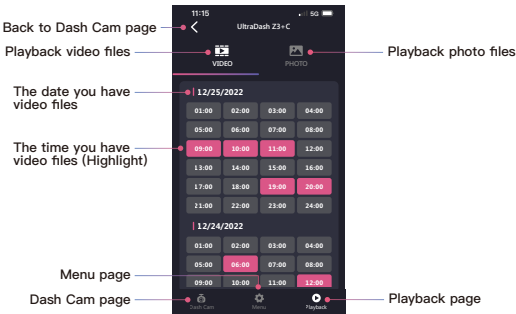 11:15
5G
Back to Dash Cam page
UltraDash Z3+C
Playback video files
Playback photo files
VIDEO
PHOTO
The date you have
video files
12/25/2022
01:00 02:00 03:00 04:00
05:00 06:00 07:00 08:00
The time you have
video files (Highlight)
09:00 10:00 11:00 12:00
13:00 14:00 15:00 16:00
17:00 18:00 19:00 20:00
21:00 22:00 23:00 24:00
12/24/2022
01:00 02:00 03:00 04:00
05:00 06:00 07:00 08:00
Menu page
09:00 10:00 11:00 12:00
Dash Cam page
Dash Cam
Menu
Playback
Playback page